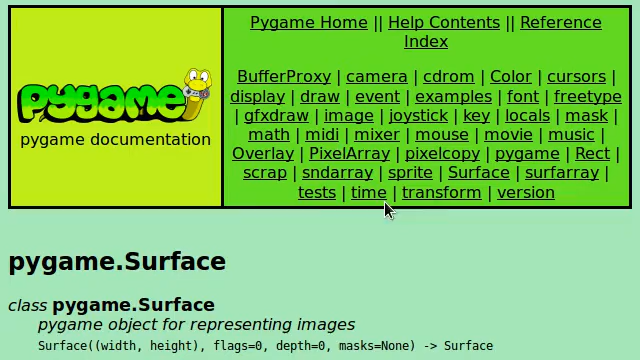 pygame
pygame documentation
Pygame Home || Help Contents || Reference
Index
BufferProxy | camera | cdrom | Color | cursors |
display | draw | event | examples | font | freetype
| gfxdraw | image | joystick | key | locals | mask |
math | midi | mixer | mouse | movie | music |
Overlay | PixelArray | pixelcopy | pygame | Rect |
scrap | sndarray | sprite | Surface | surfarray |
tests | time | transform | version
pygame.Surface
class pygame.Surface
pygame object for representing images
Surface((width, height), flags=0, depth=0, masks=None) -> Surface